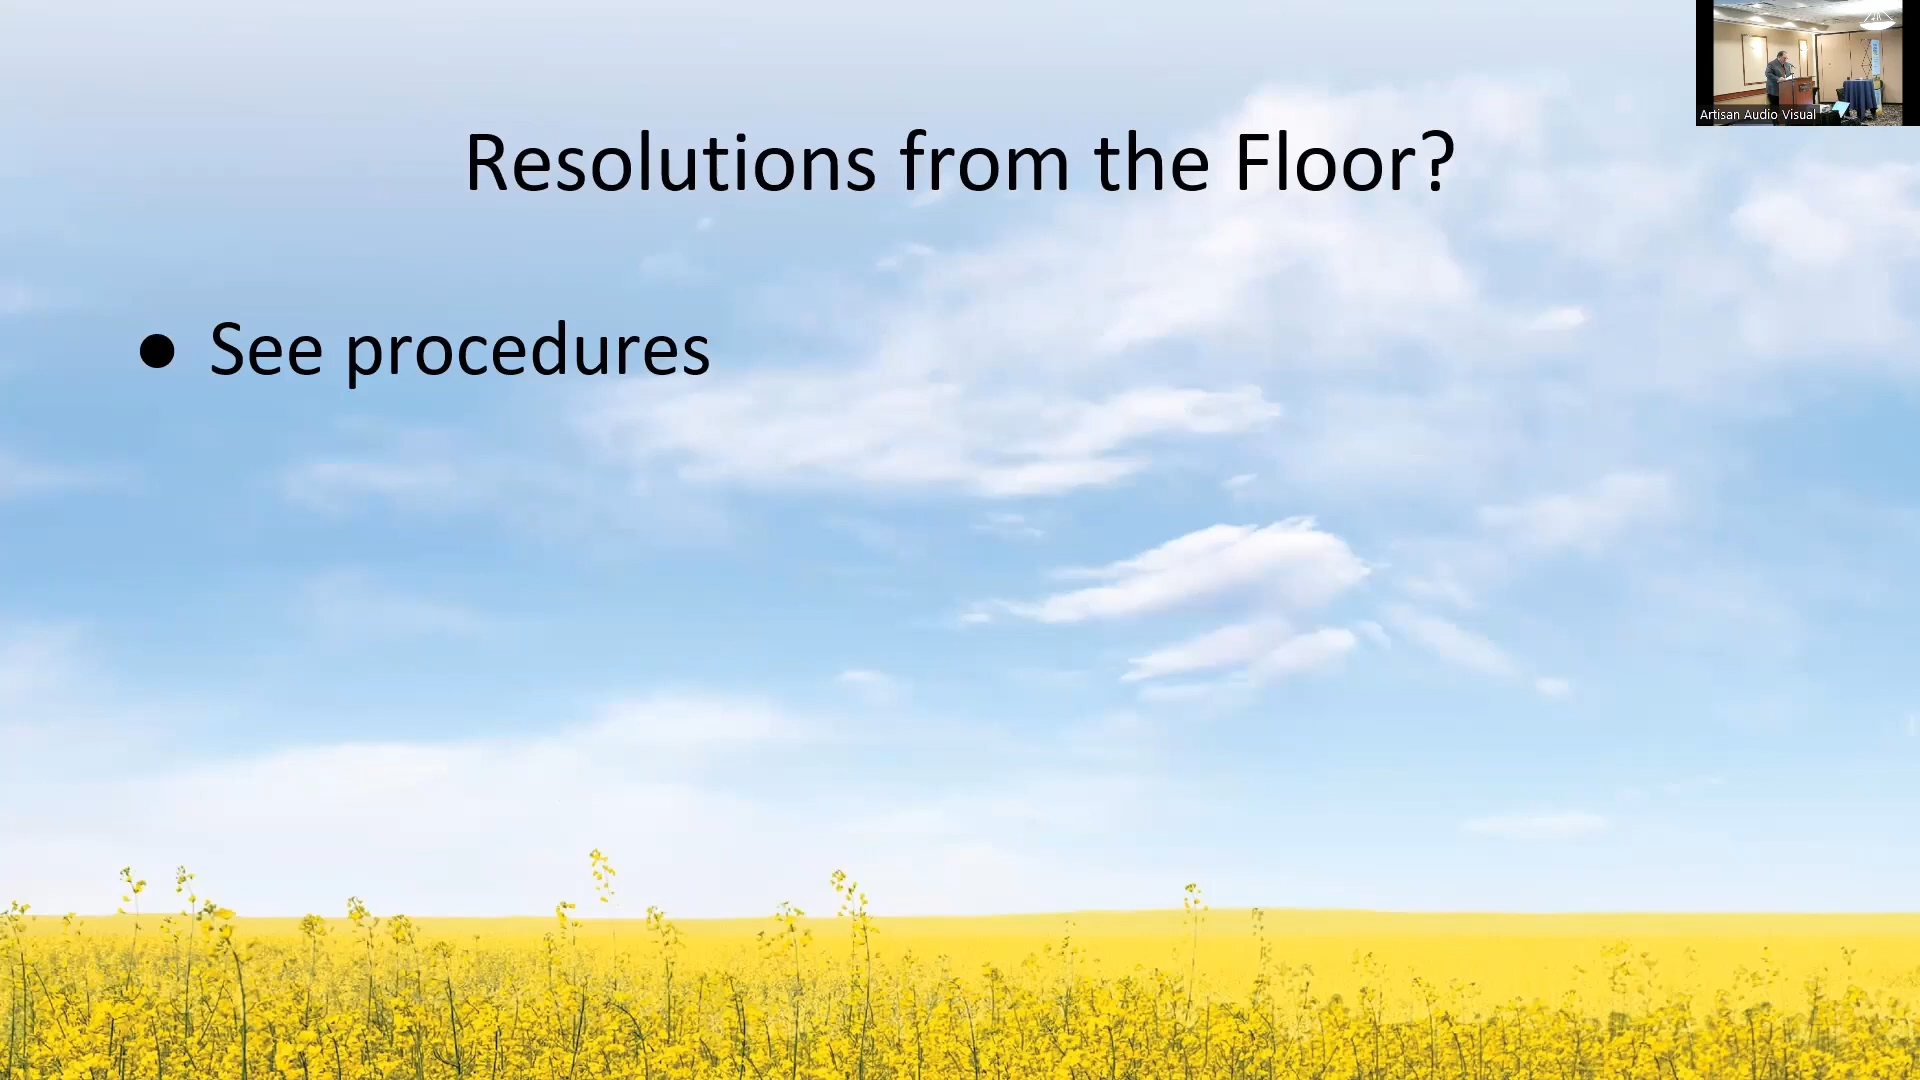 Resolutions from the Floor?
● See procedures
Artisan Audio Visual